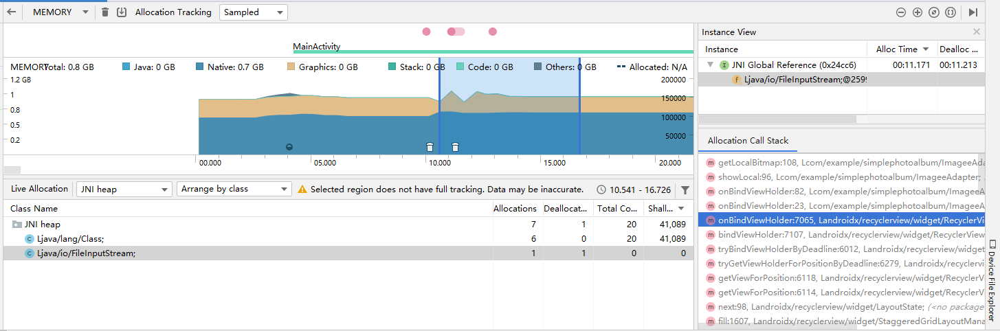 MEMORY Allocation Tracking Sampled
MainActivity
MEMORY Total: 0.8 GB Java: 0 GB Native: 0.7 GB Graphics: 0 GB Stack: 0 GB Code: 0 GB Others: 0 GB Allocated: N/A
1.2 GB 200000
1 150000
0.8 100000
0.5 50000
0.2
00.000 05.000 10.000 15.000 20.000
Live Allocation JNI heap Arrange by class Selected region does not have full tracking. Data may be inaccurate. 10.541 - 16.726
Class Name Allocations Deallocat... Total Co... Shall...
JNI heap 7 1 20 41,089
Ljava/lang/Class; 6 0 20 41,089
Ljava/io/FileInputStream; 1 1 0 0
Instance View
Instance Alloc Time Dealloc ...
JNI Global Reference (0x24cc6) 00:11.171 00:11.213
Ljava/io/FileInputStream;@259
Allocation Call Stack
getLocalBitmap:108, Lcom/example/simplephotoalbum/ImageeAda
showLocal:96, Lcom/example/simplephotoalbum/ImageeAdapter;
onBindViewHolder:82, Lcom/example/simplephotoalbum/ImageeA
onBindViewHolder:23, Lcom/example/simplephotoalbum/ImageeA
onBindViewHolder:7065, Landroidx/recyclerview/widget/RecyclerVi
bindViewHolder:7107, Landroidx/recyclerview/widget/RecyclerView
tryBindViewHolderByDeadline:6012, Landroidx/recyclerview/widge
tryGetViewHolderForPositionByDeadline:6279, Landroidx/recyclervi
getViewForPosition:6118, Landroidx/recyclerview/widget/RecyclerV
getViewForPosition:6114, Landroidx/recyclerview/widget/RecyclerV
next:98, Landroidx/recyclerview/widget/LayoutState; (<no package
fill:1607, Landroidx/recyclerview/widget/StaggeredGridLayoutMana
Device File Explorer